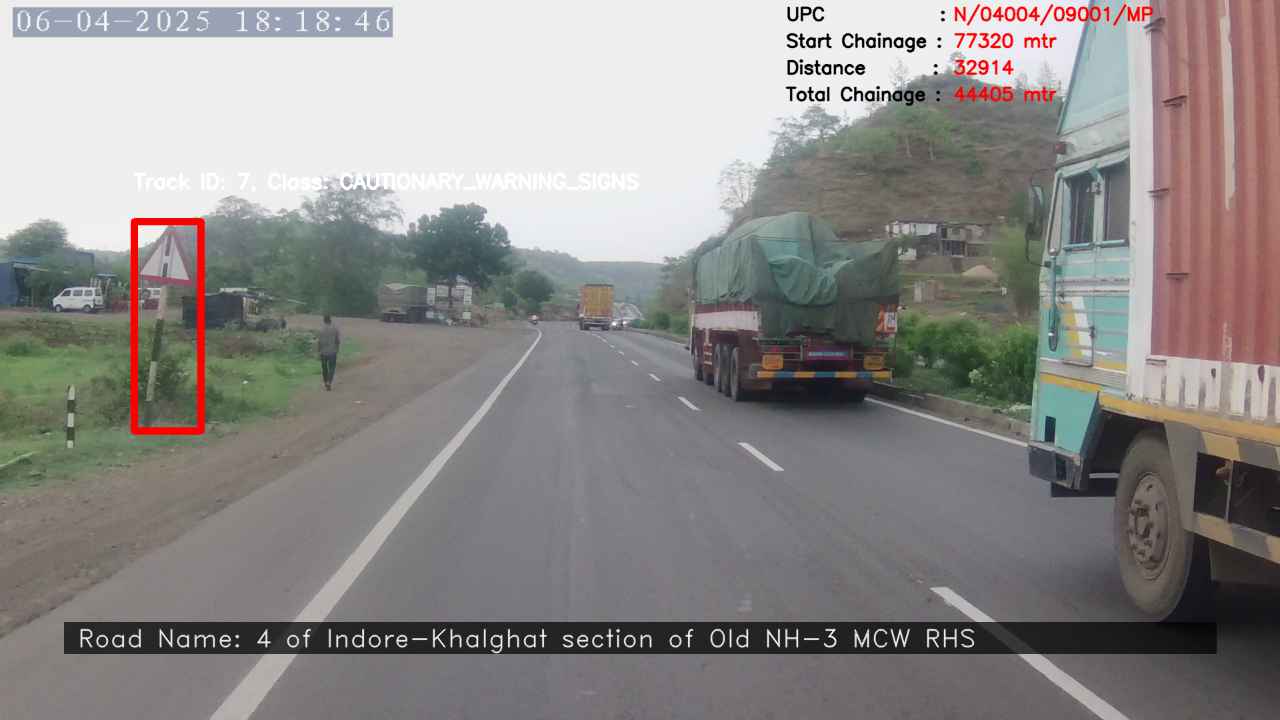 06-04-2025 18:18:46
UPC : N/04004/09001/MP
Start Chainage : 77320 mtr
Distance : 32914
Total Chainage : 44405 mtr
Track ID: 7, Class: CAUTIONARY_WARNING_SIGNS
Road Name: 4 of Indore-Khalghat section of Old NH-3 MCW RHS